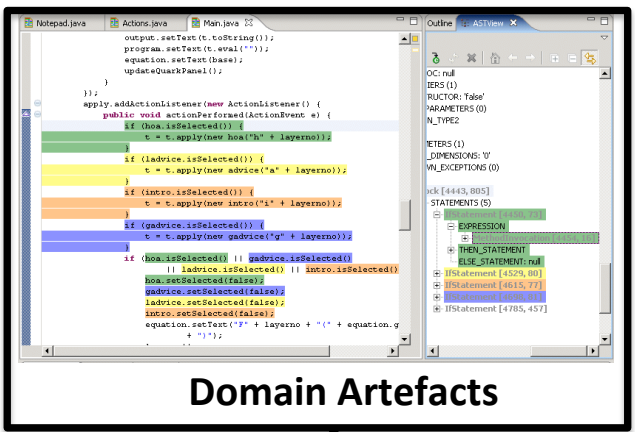 Notepad.java Actions.java Main.java
output.setText(t.toString());
program.setText(t.eval(""));
equation.setText(base);
updateQuarkPanel();
}
});
apply.addActionListener(new ActionListener() {
public void actionPerformed(ActionEvent e) {
if (hoa.isSelected()) {
t = t.apply(new hoa("h" + layerno));
}
if (ladvice.isSelected()) {
t = t.apply(new advice("a" + layerno));
}
if (intro.isSelected()) {
t = t.apply(new intro("i" + layerno));
}
if (gadvice.isSelected()) {
t = t.apply(new gadvice("g" + layerno));
}
if (hoa.isSelected() || gadvice.isSelected()
|| ladvice.isSelected() || intro.isSelected()
hoa.setSelected(false);
gadvice.setSelected(false);
ladvice.setSelected(false);
intro.setSelected(false);
equation.setText("F" + layerno + "(" + equation.g
+ ")");
Outline ASTView
OC: null
IERS (1)
RUCTOR: 'false'
PARAMETERS (0)
N_TYPE2
METERS (1)
_DIMENSIONS: '0'
WN_EXCEPTIONS (0)
ock [4443, 805]
STATEMENTS (5)
IfStatement [4450, 73]
EXPRESSION
MethodInvocation [4454, 16]
THEN_STATEMENT
ELSE_STATEMENT: null
IfStatement [4529, 80]
IfStatement [4615, 77]
IfStatement [4785, 457]
Domain Artefacts